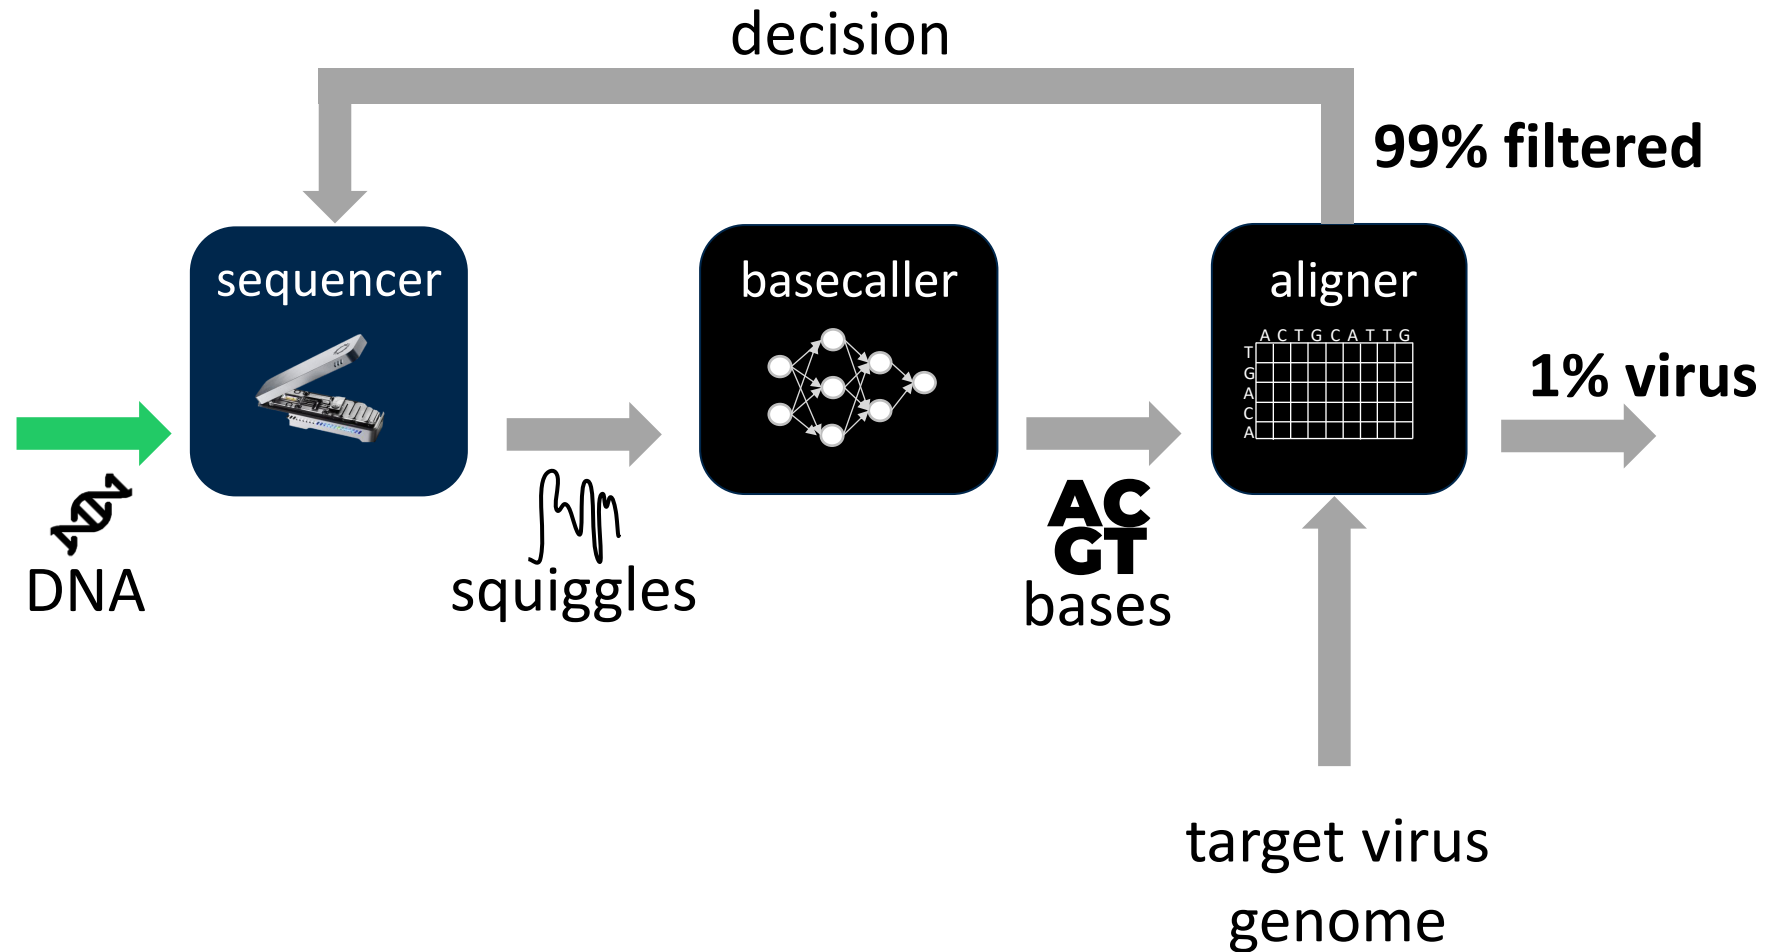 decision
99% filtered
sequencer
basecaller
aligner
A C T G C A T T G
T
G
A
C
A
1% virus
DNA
squiggles
AC
GT
bases
target virus
genome